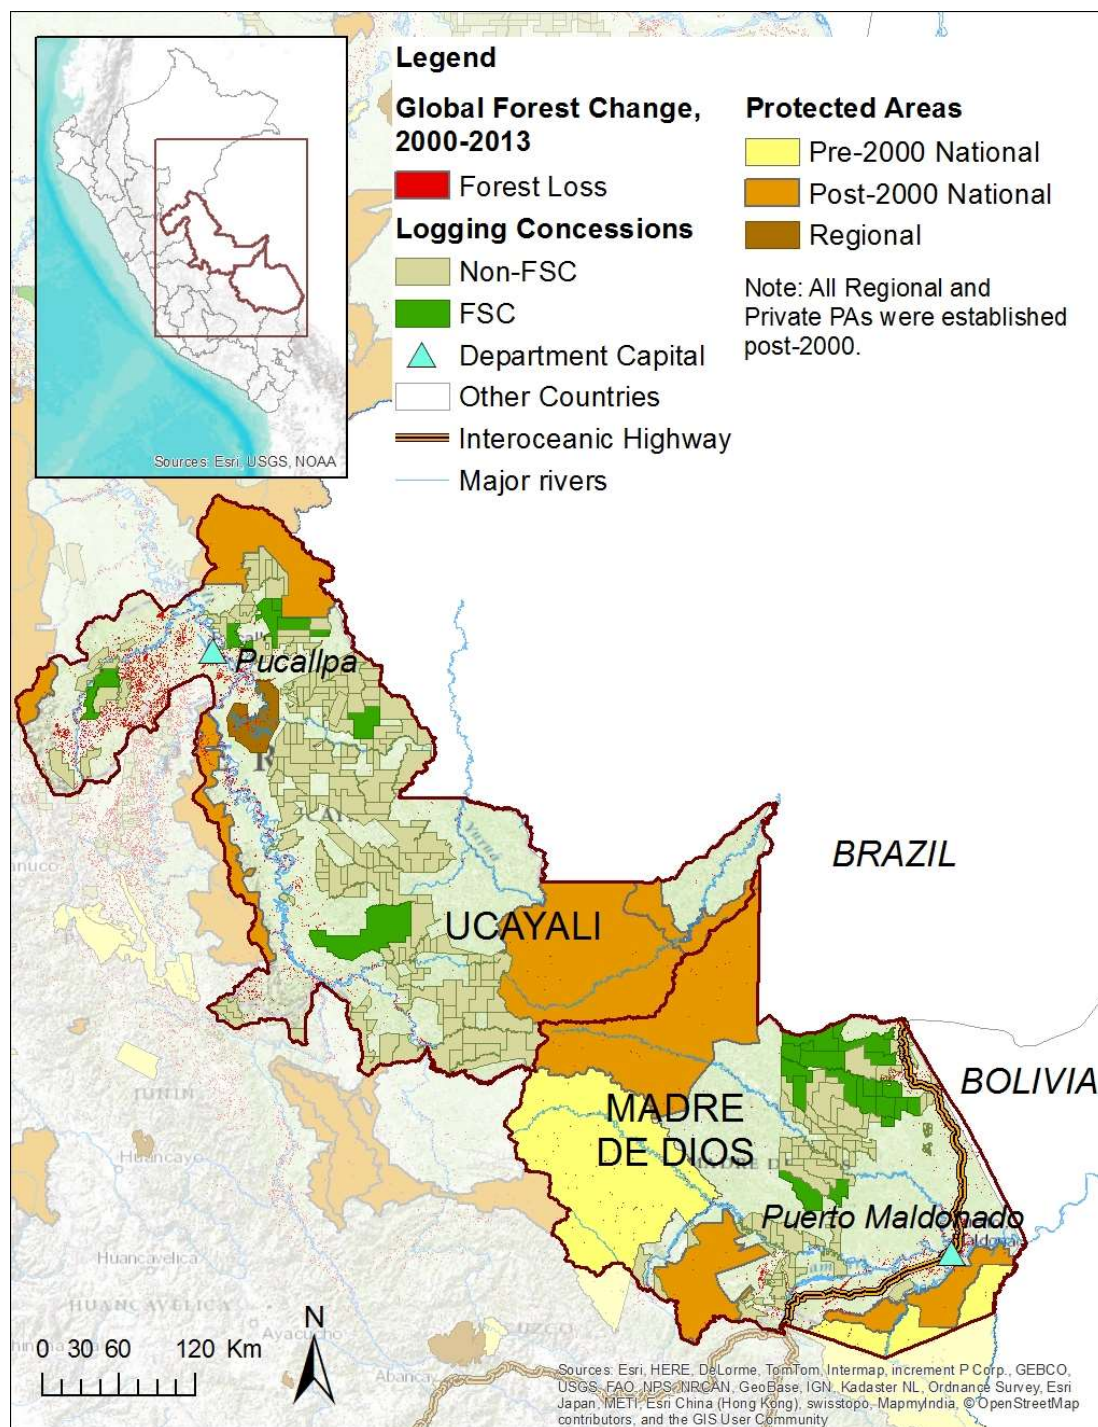 Legend
Global Forest Change,
2000-2013
Forest Loss
Logging Concessions
Non-FSC
FSC
Department Capital
Other Countries
Interoceanic Highway
Major rivers
Protected Areas
Pre-2000 National
Post-2000 National
Regional
Note: All Regional and
Private PAs were established
post-2000.
Sources: Esri, USGS, NOAA
Pucallpa
Yuruá
BRAZIL
UCAYALI
BOLIVIA
MADRE
DE DIOS
Puerto Maldonado
JUNIN
Huancayo
Huancavelica
HUANCAVELICA
Ayacucho
N
0 30 60 120 Km
Sources: Esri, HERE, DeLorme, TomTom, Intermap, increment P Corp., GEBCO,
USGS, FAO, NPS, NRCAN, GeoBase, IGN, Kadaster NL, Ordnance Survey, Esri
Japan, METI, Esri China (Hong Kong), swisstopo, MapmyIndia, © OpenStreetMap
contributors, and the GIS User Community